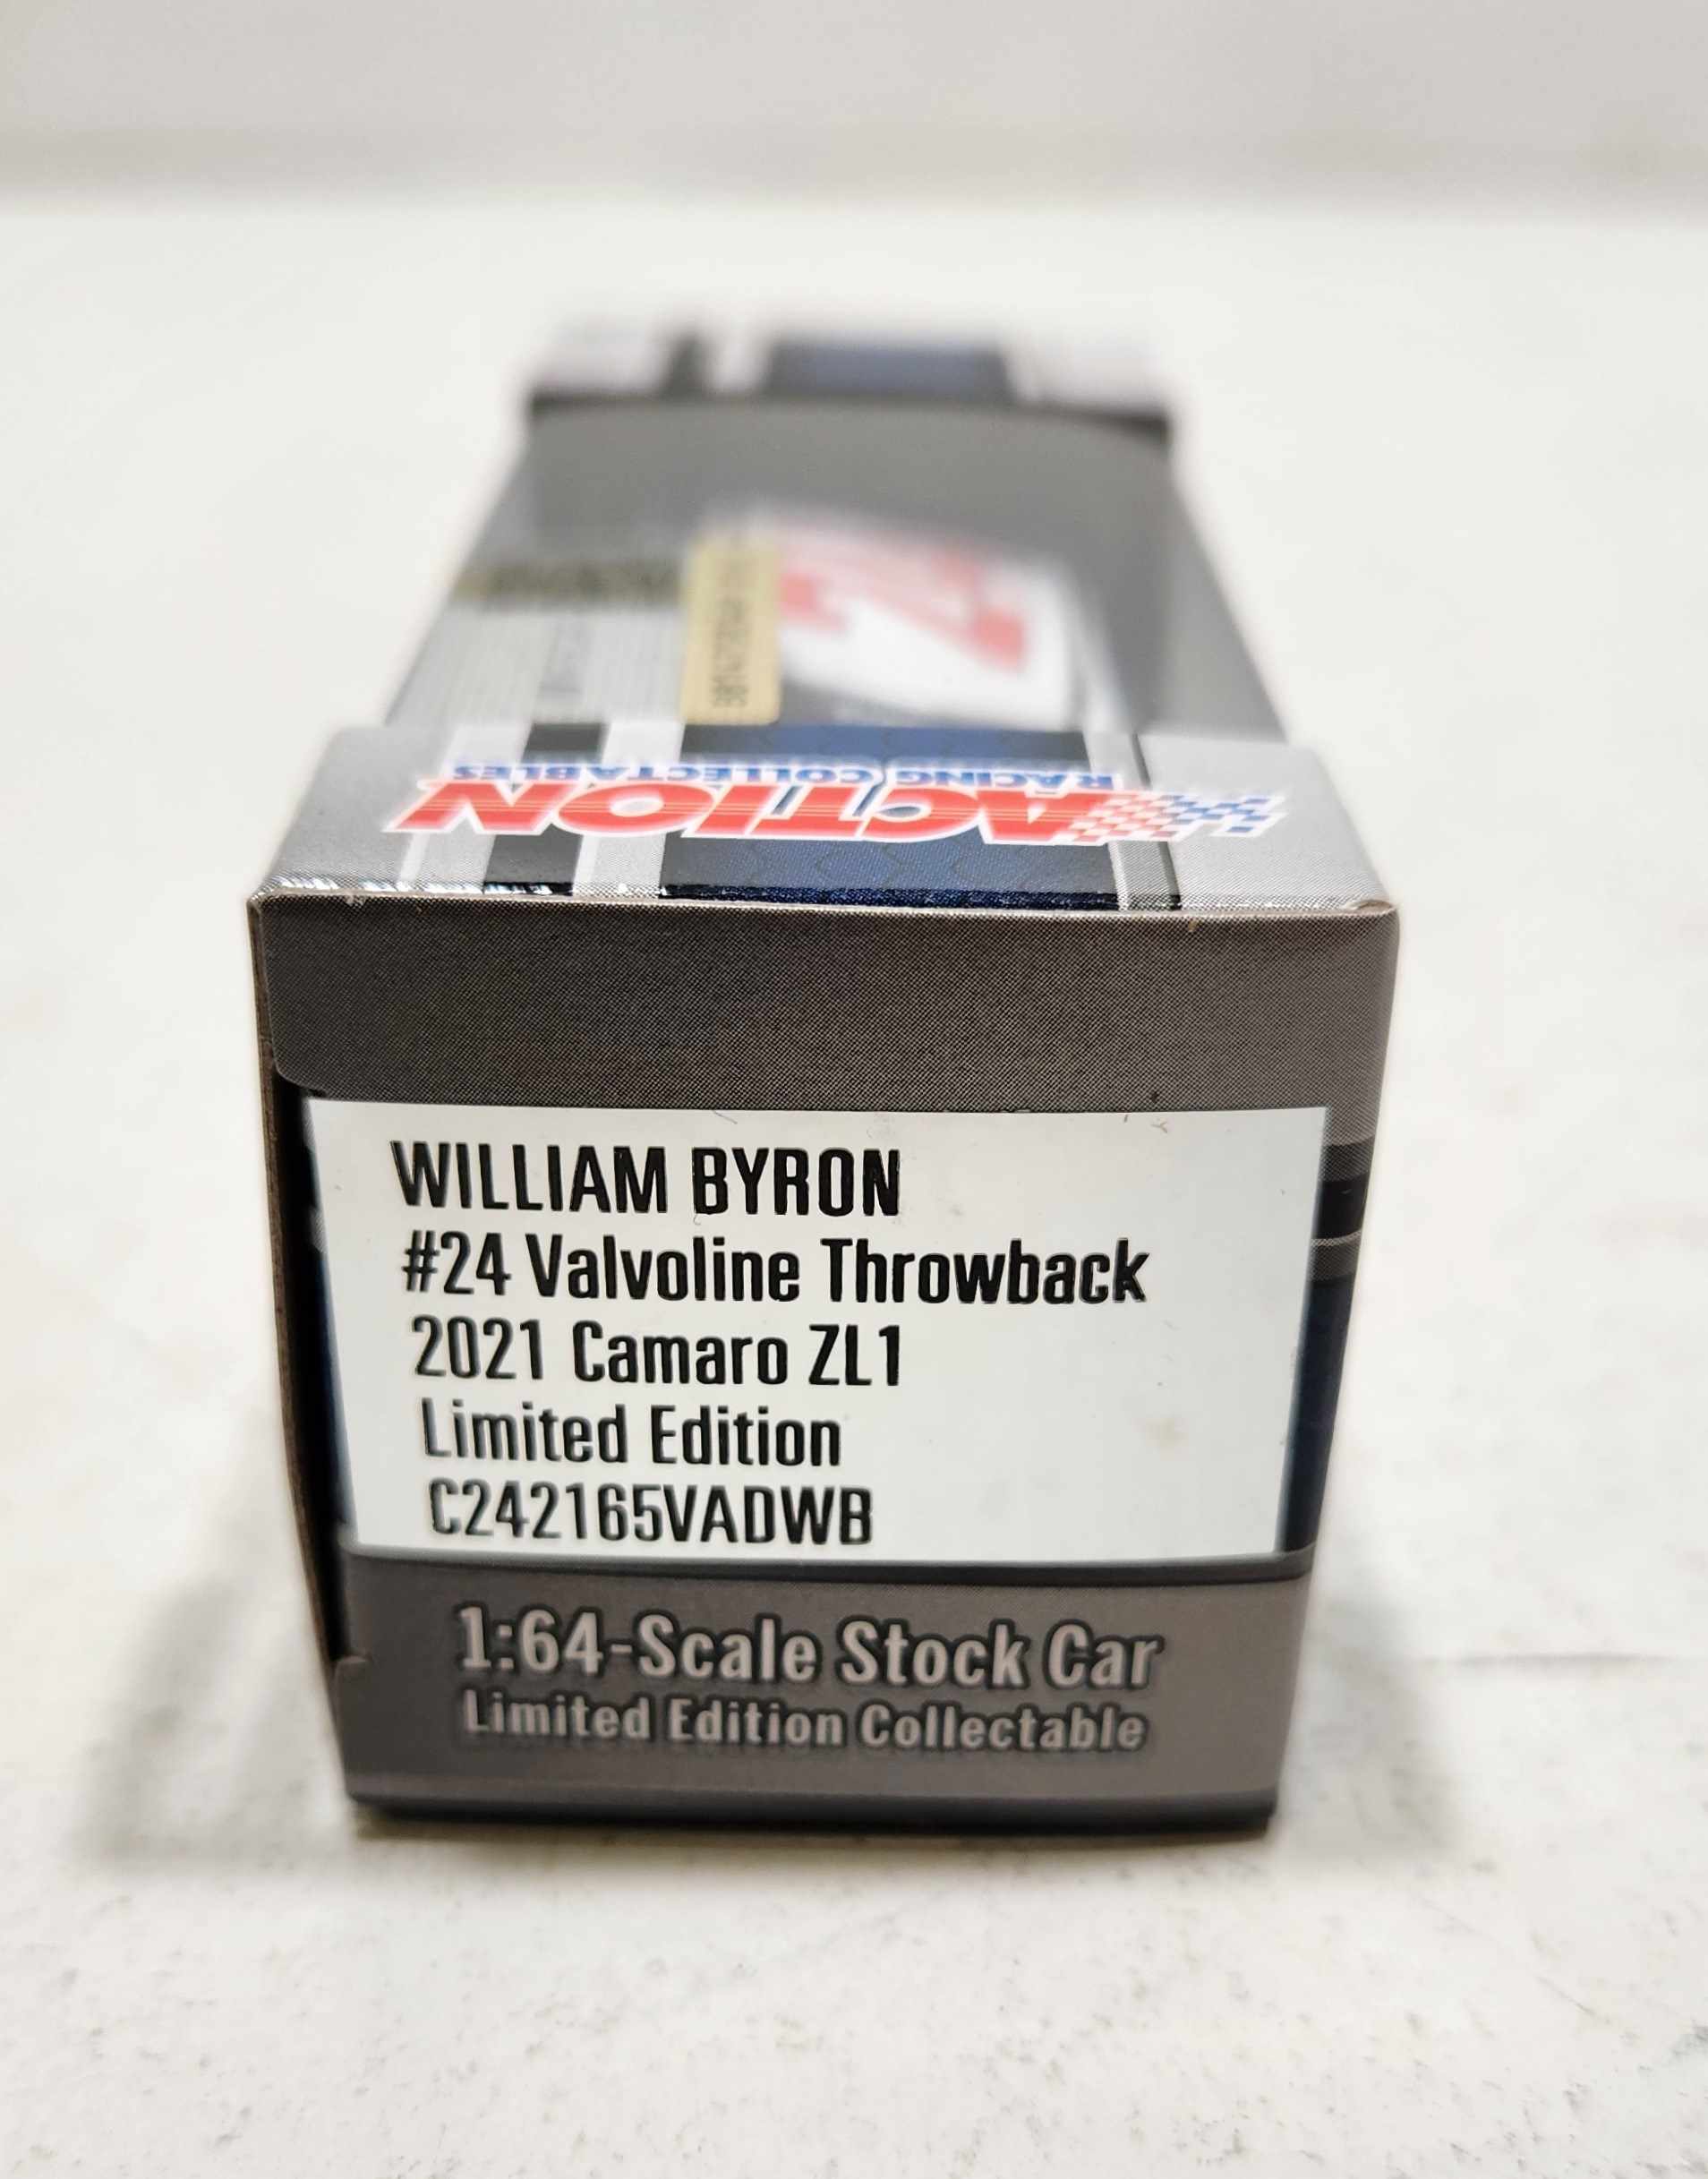 RACING COLLECTABLES
ACTION
WILLIAM BYRON
#24 Valvoline Throwback
2021 Camaro ZL1
Limited Edition
C242165VADWB
1:64-Scale Stock Car
Limited Edition Collectable